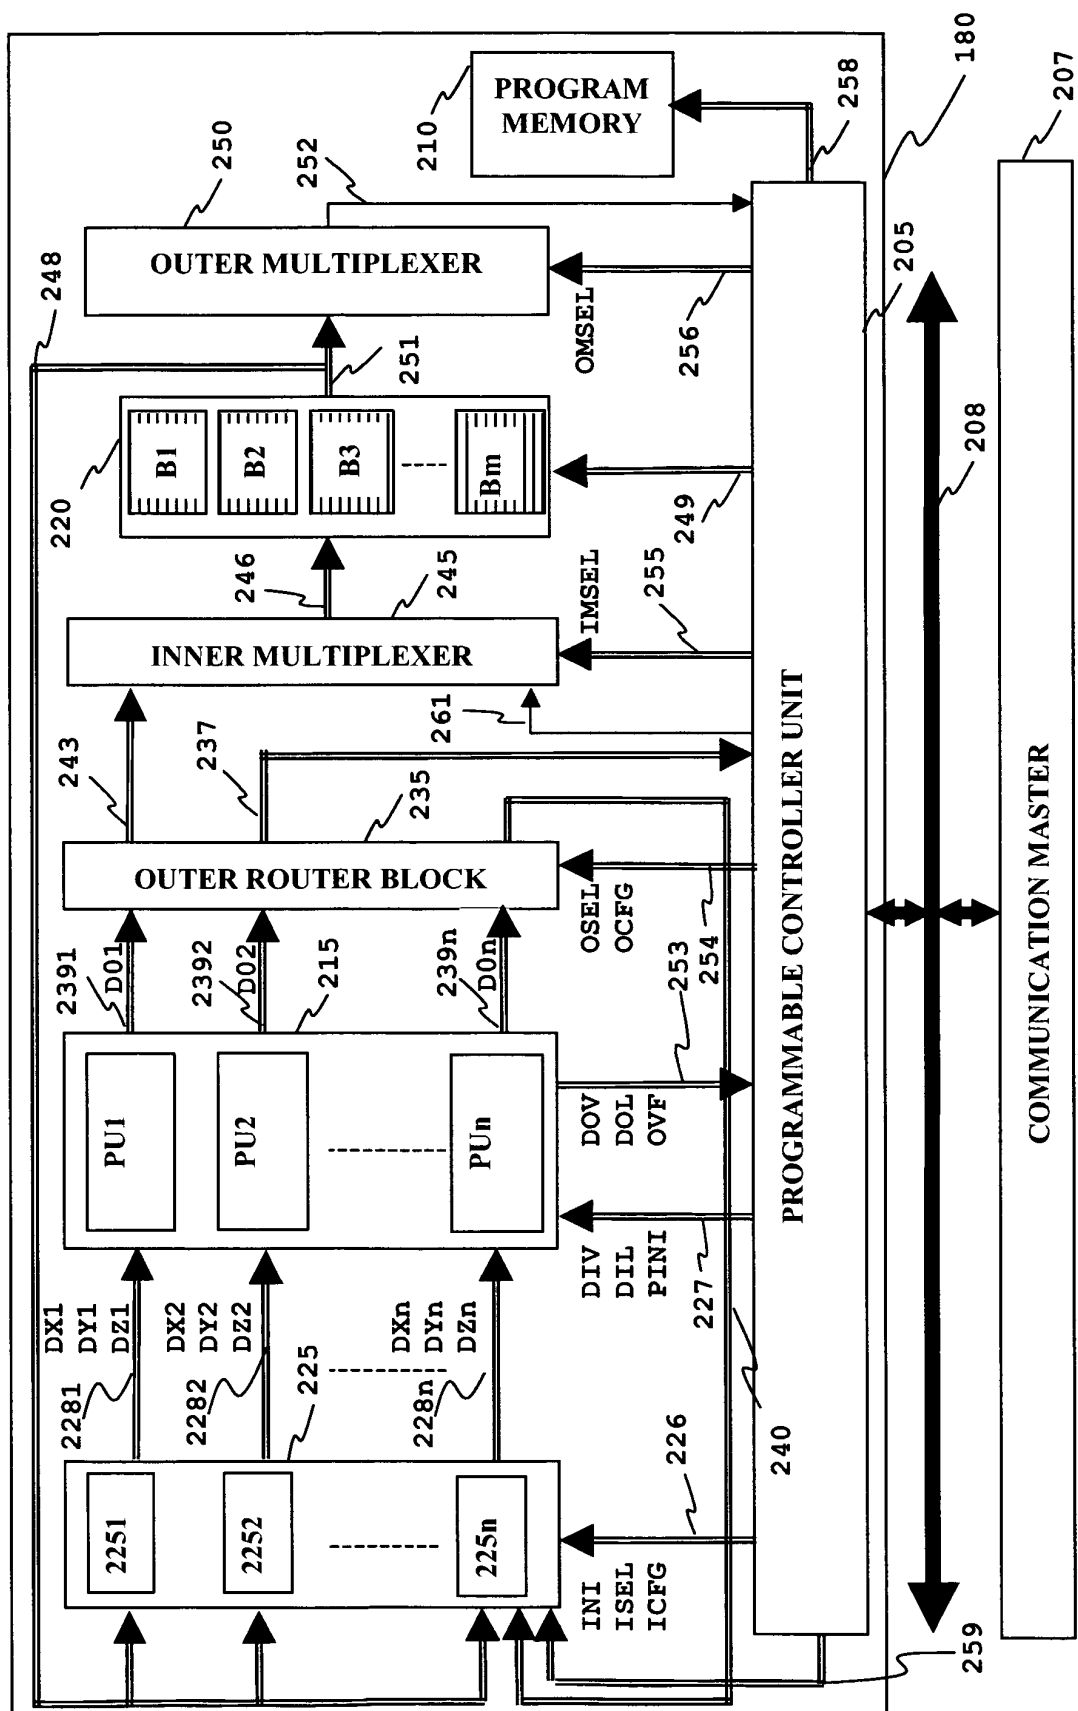 248
250
252
210
PROGRAM
MEMORY
OUTER MULTIPLEXER
251
OMSEL
256
258
180
207
205
220
B1
B2
B3
Bm
249
208
246
245
INNER MULTIPLEXER
IMSEL
255
261
243
237
235
OUTER ROUTER BLOCK
OSEL
OCFG
254
2391
DO1
2392
DO2
215
239n
DOn
253
PU1
PU2
PUn
DOV
DOL
OVF
DIV
DIL
PINI
227
240
PROGRAMMABLE CONTROLLER UNIT
COMMUNICATION MASTER
DX1
DY1
DZ1
DX2
DY2
DZ2
DXn
DYn
DZn
2281
2282
225
228n
226
2251
2252
225n
INI
ISEL
ICFG
259